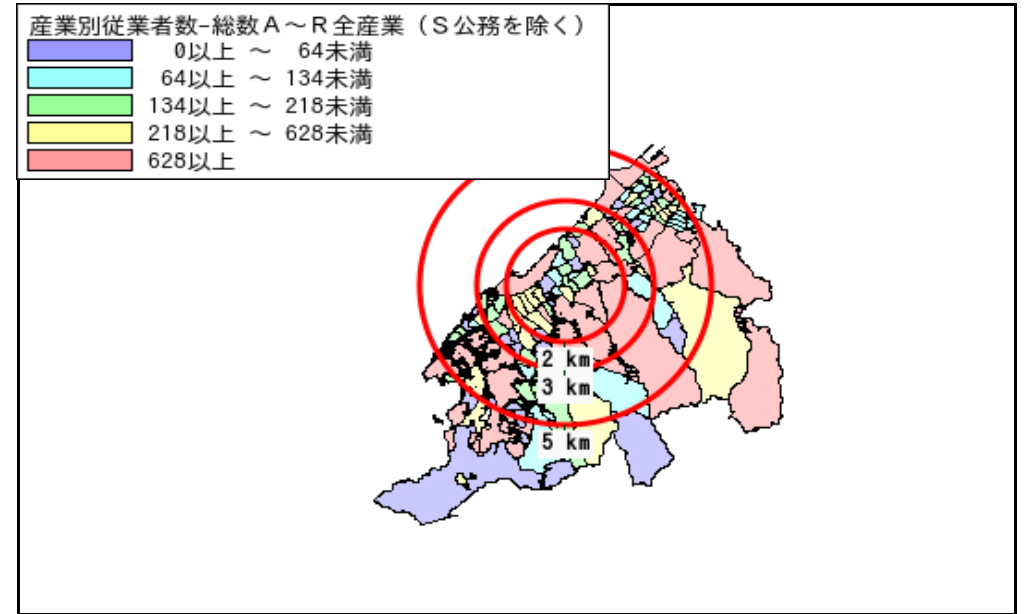 産業別従業者数−総数A～R全産業（S公務を除く）
0以上 ～ 64未満
64以上 ～ 134未満
134以上 ～ 218未満
218以上 ～ 628未満
628以上
2 km
3 km
5 km